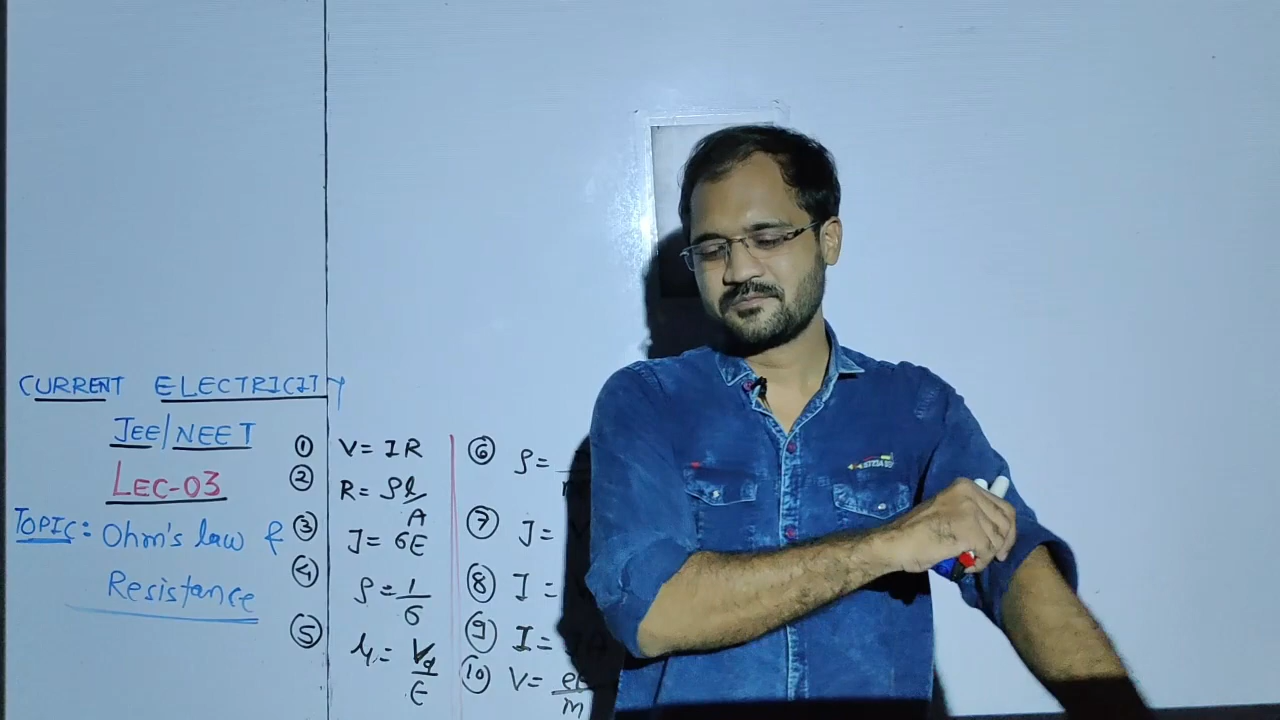 CURRENT ELECTRICITY
JEE/NEET
LEC-03
TOPIC: Ohm's law &
Resistance
① V= IR
② R= ρl/A
③ J= σE
④ ρ=1/σ
⑤ μ= Vd/E
⑥ ρ=
⑦ J=
⑧ I=
⑨ I=
⑩ V= eE/m